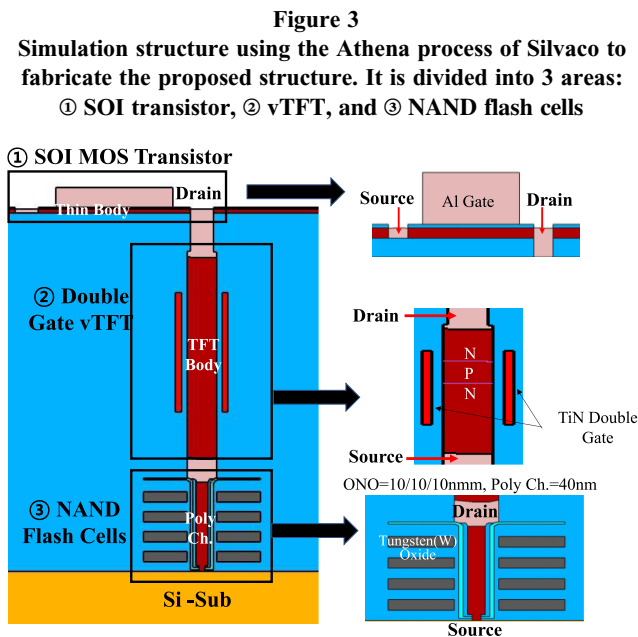 Figure 3
Simulation structure using the Athena process of Silvaco to
fabricate the proposed structure. It is divided into 3 areas:
① SOI transistor, ② vTFT, and ③ NAND flash cells
① SOI MOS Transistor
Drain
Thin Body
Source
Al Gate
Drain
② Double
Gate vTFT
TFT
Body
Drain
N
P
N
TiN Double
Gate
Source
③ NAND
Flash Cells
Poly
Ch.
Si -Sub
ONO=10/10/10nmm, Poly Ch.=40nm
Drain
Tungsten(W)
Oxide
Source